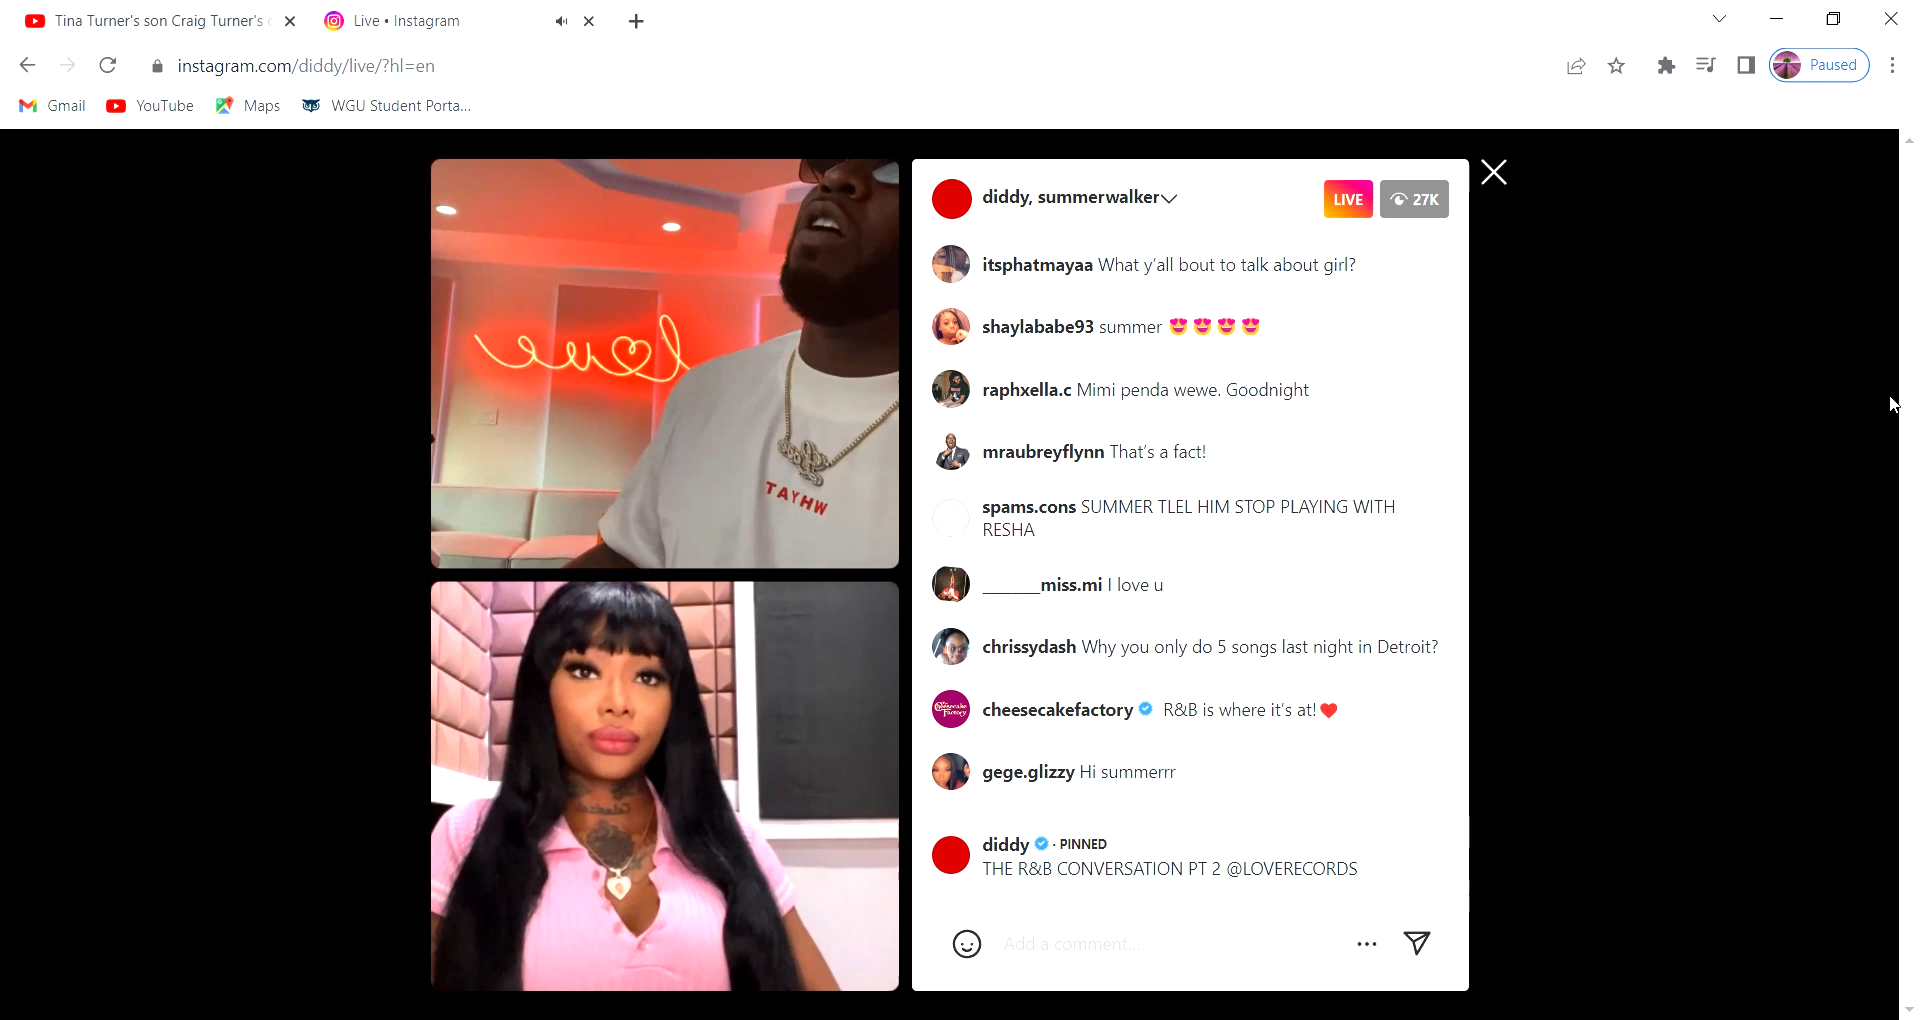 Tina Turner's son Craig Turner's
Live • Instagram
instagram.com/diddy/live/?hl=en
Paused
Gmail
YouTube
Maps
WGU Student Porta...
love
TAYHW
diddy, summerwalker
LIVE
27K
itsphatmayaa What y'all bout to talk about girl?
shaylababe93 summer 😍 😍 😍 😍
raphxella.c Mimi penda wewe. Goodnight
mraubreyflynn That's a fact!
spams.cons SUMMER TLEL HIM STOP PLAYING WITH
RESHA
______miss.mi I love u
chrissydash Why you only do 5 songs last night in Detroit?
Cheesecake
Factory
cheesecakefactory R&B is where it's at!❤️
gege.glizzy Hi summerrr
diddy · PINNED
THE R&B CONVERSATION PT 2 @LOVERECORDS
Add a comment...